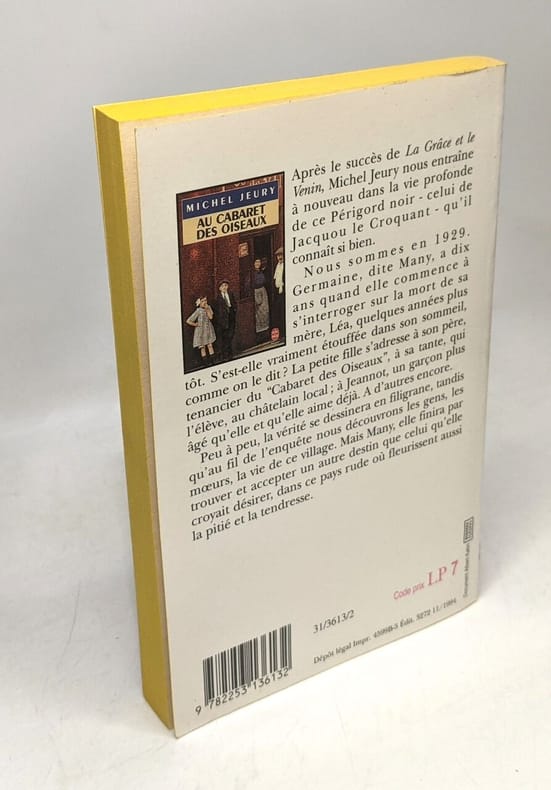 Après le succès de La Grâce et le
Venin, Michel Jeury nous entraîne
à nouveau dans la vie profonde
de ce Périgord noir - celui de
Jacquou le Croquant - qu'il
connaît si bien.
Nous sommes en 1929.
Germaine, dite Many, a dix
ans quand elle commence à
s'interroger sur la mort de sa
mère, Léa, quelques années plus
tôt. S'est-elle vraiment étouffée dans son sommeil,
comme on le dit ? La petite fille s'adresse à son père,
tenancier du "Cabaret des Oiseaux", à sa tante, qui
l'élève, au châtelain local ; à Jeannot, un garçon plus
âgé qu'elle et qu'elle aime déjà. A d'autres encore.
Peu à peu, la vérité se dessinera en filigrane, tandis
qu'au fil de l'enquête nous découvrons les gens, les
mœurs, la vie de ce village. Mais Many, elle finira par
trouver et accepter un autre destin que celui qu'elle
croyait désirer, dans ce pays rude où fleurissent aussi
la pitié et la tendresse.
MICHEL JEURY
AU CABARET
DES OISEAUX
Document Albert Kahn
Code prix LP 7
31/3613/2
Dépôt légal Impr. 4599B-5 Édit. 5272 11/1994
9 782253 136132